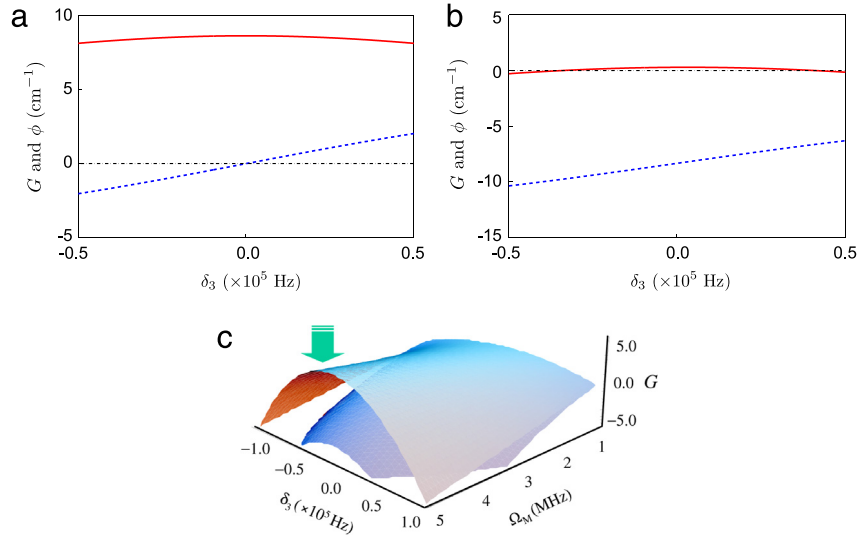 a
10
5
0
-5
G and ϕ (cm⁻¹)
-0.5
0.0
0.5
δ₃ (×10⁵ Hz)
b
5
0
-5
-10
-15
G and ϕ (cm⁻¹)
-0.5
0.0
0.5
δ₃ (×10⁵ Hz)
c
5.0
0.0
G
−5.0
−1.0
−0.5
0.0
0.5
1.0
δ₃ (×10⁵ Hz)
5
4
3
2
1
Ω_M (MHz)